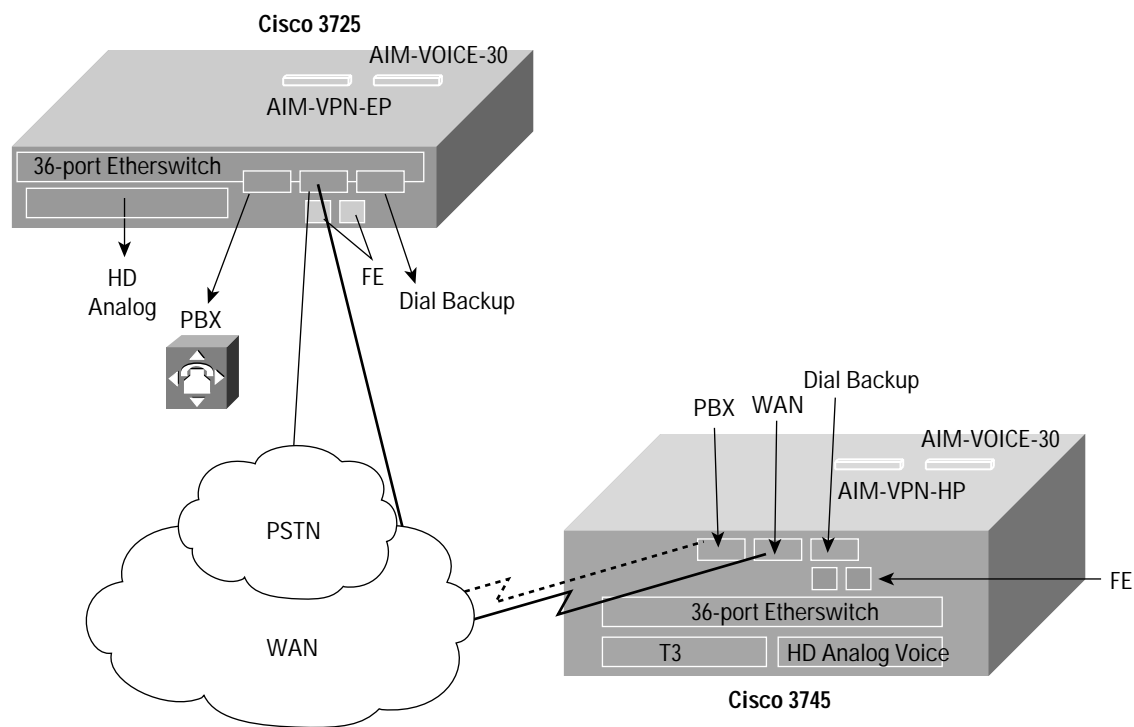 Cisco 3725
AIM-VOICE-30
AIM-VPN-EP
36-port Etherswitch
HD
Analog
PBX
FE
Dial Backup
PSTN
WAN
Dial Backup
PBX
WAN
AIM-VOICE-30
AIM-VPN-HP
FE
36-port Etherswitch
T3
HD Analog Voice
Cisco 3745